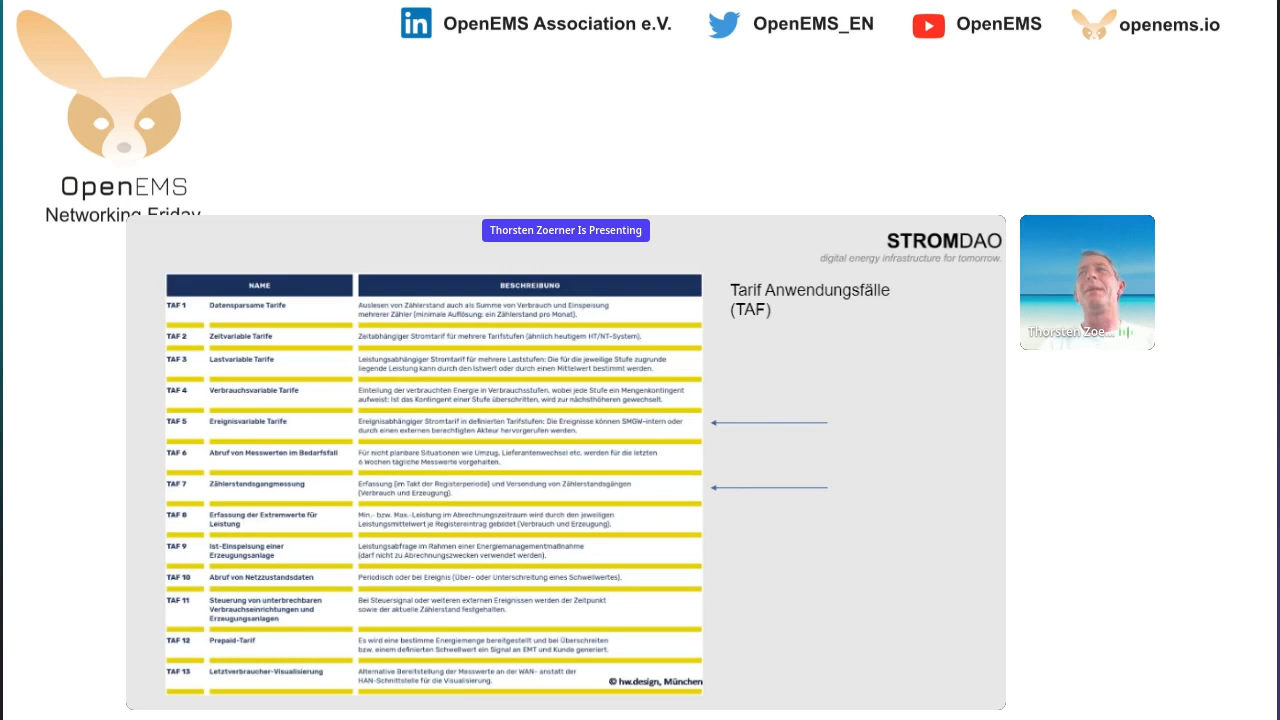 OpenEMS Association e.V.
OpenEMS_EN
OpenEMS
openems.io
OpenEMS
Networking Friday
Thorsten Zoerner Is Presenting
STROMDAO
digital energy infrastructure for tomorrow.
Tarif Anwendungsfälle
(TAF)
NAME
BESCHREIBUNG
TAF 1
Datensparsame Tarife
Auslesen von Zählerstand auch als Summe von Verbrauch und Einspeisung
mehrerer Zähler (minimale Auflösung: ein Zählerstand pro Monat).
TAF 2
Zeitvariable Tarife
Zeitabhängiger Stromtarif für mehrere Tarifstufen (ähnlich heutigem HT/NT-System).
TAF 3
Lastvariable Tarife
Leistungsabhängiger Stromtarif für mehrere Laststufen: Die für die jeweilige Stufe zugrunde
liegende Leistung kann durch den Istwert oder durch einen Mittelwert bestimmt werden.
TAF 4
Verbrauchsvariable Tarife
Einteilung der verbrauchten Energie in Verbrauchsstufen, wobei jede Stufe ein Mengenkontingent
aufweist: Ist das Kontingent einer Stufe überschritten, wird zur nächsthöheren gewechselt.
TAF 5
Ereignisvariable Tarife
Ereignisabhängiger Stromtarif in definierten Tarifstufen: Die Ereignisse können SMGW-intern oder
durch einen externen berechtigten Akteur hervorgerufen werden.
TAF 6
Abruf von Messwerten im Bedarfsfall
Für nicht planbare Situationen wie Umzug, Lieferantenwechsel etc. werden für die letzten
6 Wochen tägliche Messwerte vorgehalten.
TAF 7
Zählerstandsgangmessung
Erfassung (im Takt der Registerperiode) und Versendung von Zählerstandsgängen
(Verbrauch und Erzeugung).
TAF 8
Erfassung der Extremwerte für
Leistung
Min.- bzw. Max.-Leistung im Abrechnungszeitraum wird durch den jeweiligen
Leistungsmittelwert je Registereintrag gebildet (Verbrauch und Erzeugung).
TAF 9
Ist-Einspeisung einer
Erzeugungsanlage
Leistungsabfrage im Rahmen einer Energiemanagementmaßnahme
(darf nicht zu Abrechnungszwecken verwendet werden).
TAF 10
Abruf von Netzzustandsdaten
Periodisch oder bei Ereignis (Über- oder Unterschreitung eines Schwellwertes).
TAF 11
Steuerung von unterbrechbaren
Verbrauchseinrichtungen und
Erzeugungsanlagen
Bei Steuersignal oder weiteren externen Ereignissen werden der Zeitpunkt
sowie der aktuelle Zählerstand festgehalten.
TAF 12
Prepaid-Tarif
Es wird eine bestimme Energiemenge bereitgestellt und bei Überschreiten
bzw. einem definierten Schwellwert ein Signal an EMT und Kunde generiert.
TAF 13
Letztverbraucher-Visualisierung
Alternative Bereitstellung der Messwerte an der WAN- anstatt der
HAN-Schnittstelle für die Visualisierung.
© hw.design, München
Thorsten Zoe...